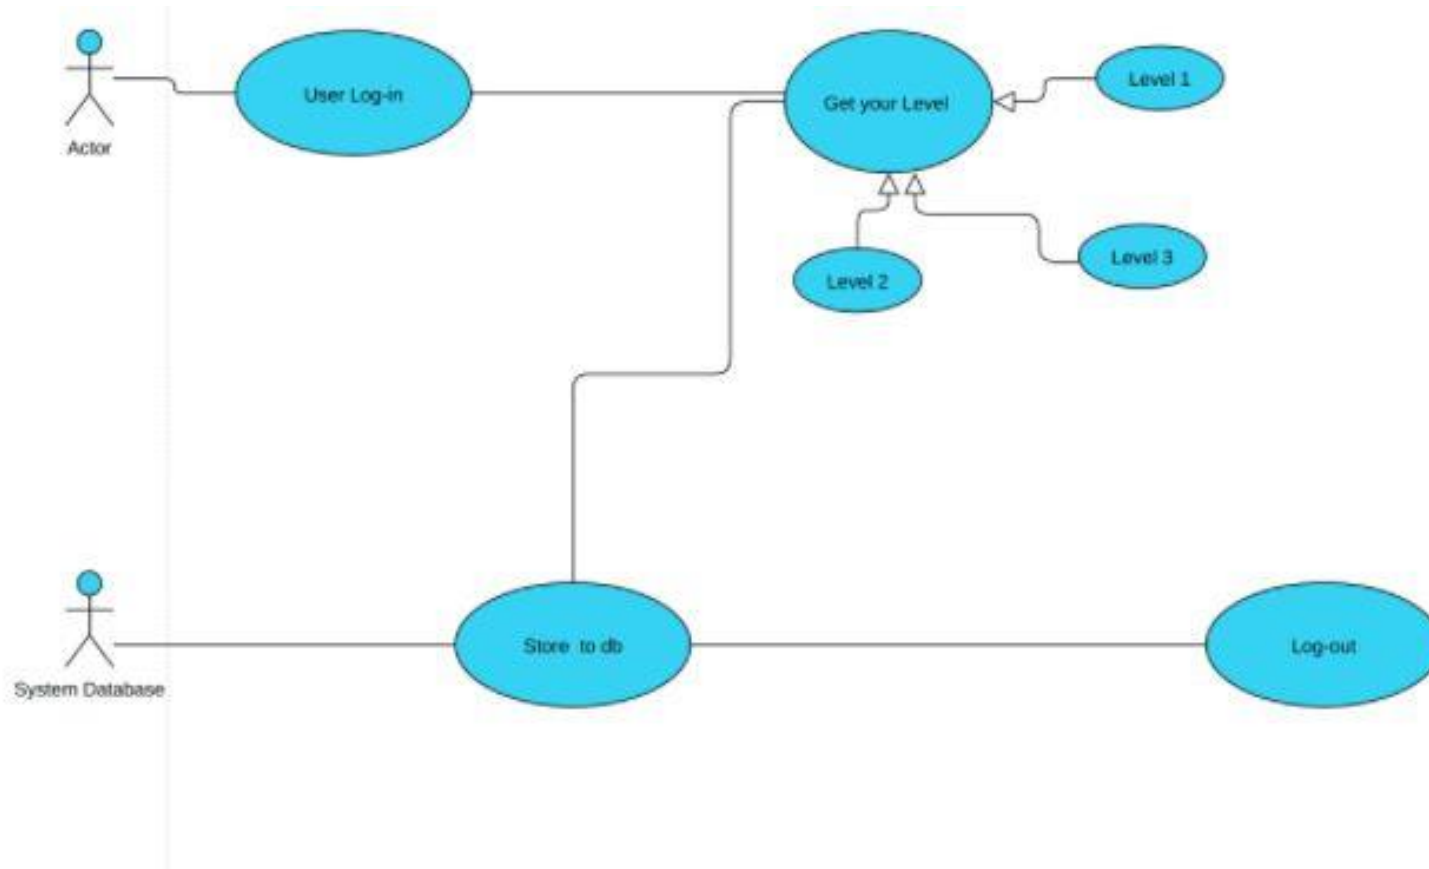 User Log-in
Get your Level
Level 1
Actor
Level 2
Level 3
Store to db
Log-out
System Database